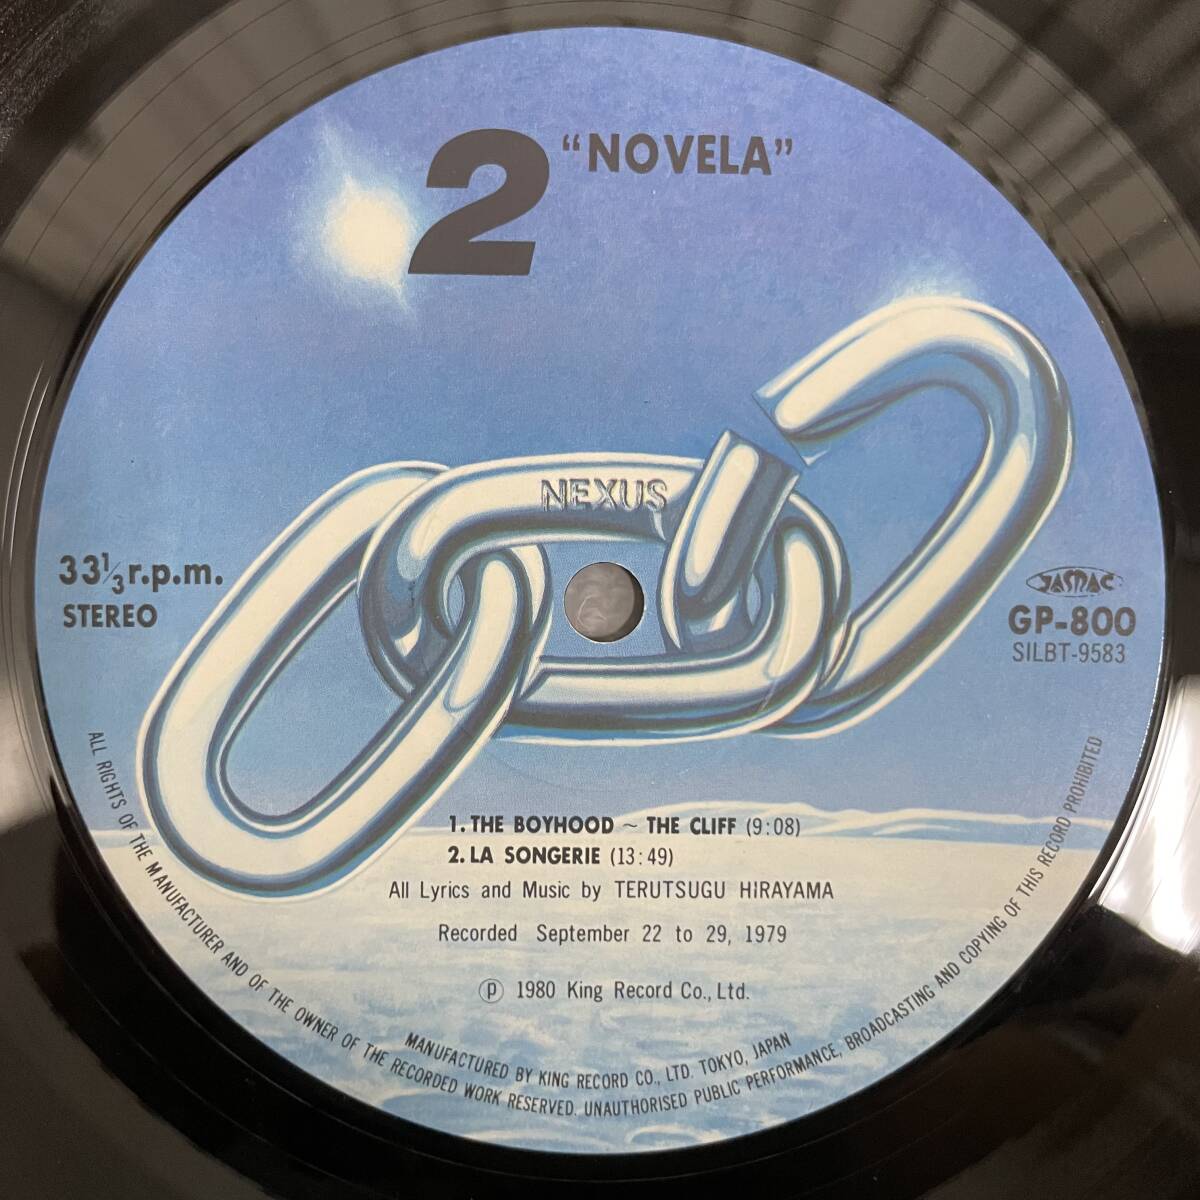 2 “NOVELA”
NEXUS
33⅓ r.p.m.
STEREO
JASRAC
GP-800
SILBT-9583
1. THE BOYHOOD ~ THE CLIFF (9:08)
2. LA SONGERIE (13:49)
All Lyrics and Music by TERUTSUGU HIRAYAMA
Recorded September 22 to 29, 1979
Ⓟ 1980 King Record Co., Ltd.
MANUFACTURED BY KING RECORD CO., LTD. TOKYO, JAPAN
ALL RIGHTS OF THE MANUFACTURER AND OF THE OWNER OF THE RECORDED WORK RESERVED. UNAUTHORISED PUBLIC PERFORMANCE, BROADCASTING AND COPYING OF THIS RECORD PROHIBITED